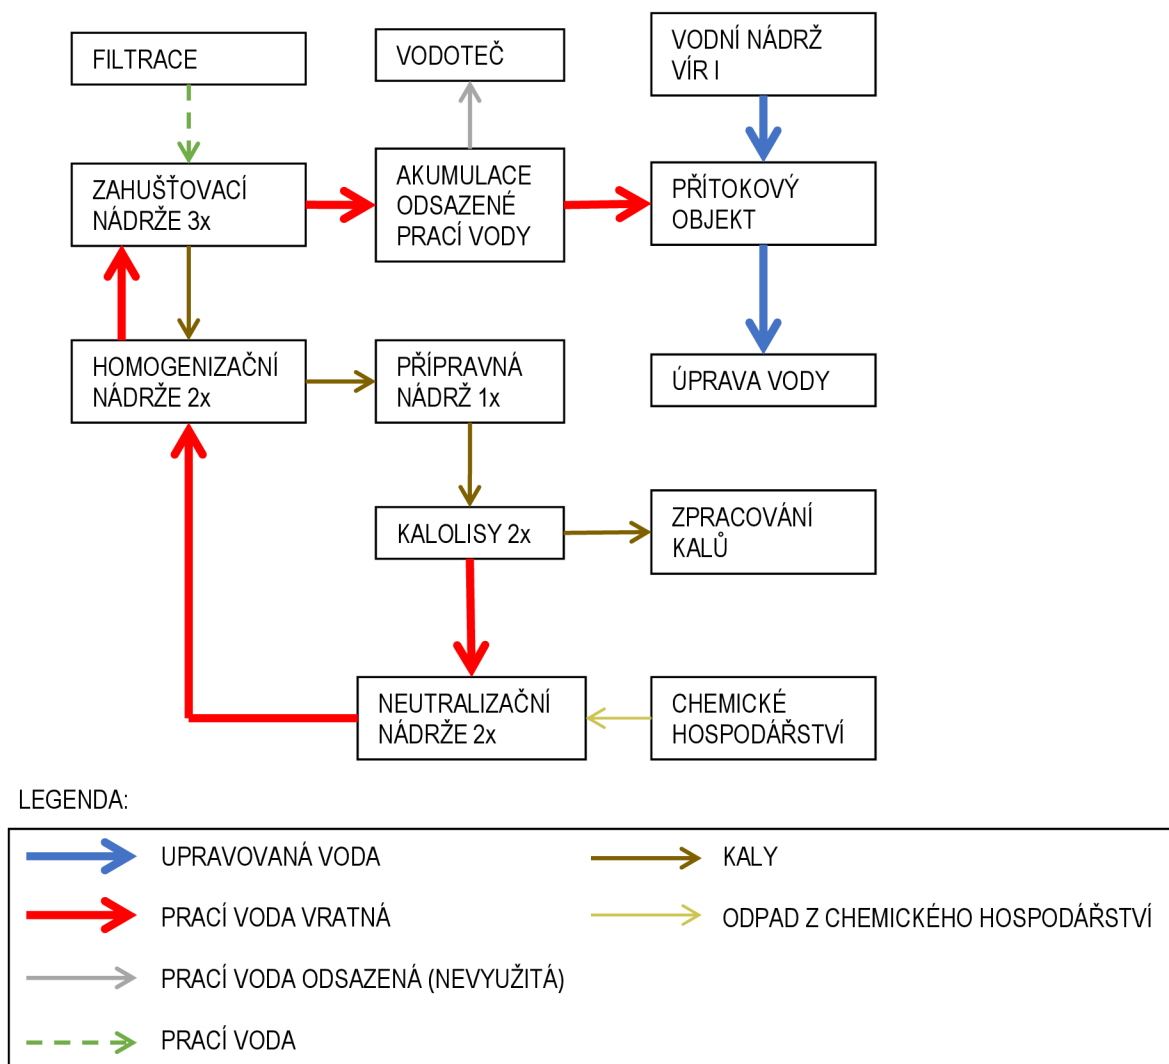 FILTRACE
VODOTEČ
VODNÍ NÁDRŽ
VÍR I
ZAHUŠŤOVACÍ
NÁDRŽE 3x
AKUMULACE
ODSAZENÉ
PRACÍ VODY
PŘÍTOKOVÝ
OBJEKT
HOMOGENIZAČNÍ
NÁDRŽE 2x
PŘÍPRAVNÁ
NÁDRŽ 1x
ÚPRAVA VODY
KALOLISY 2x
ZPRACOVÁNÍ
KALŮ
NEUTRALIZAČNÍ
NÁDRŽE 2x
CHEMICKÉ
HOSPODÁŘSTVÍ
LEGENDA:
UPRAVOVANÁ VODA
KALY
PRACÍ VODA VRATNÁ
ODPAD Z CHEMICKÉHO HOSPODÁŘSTVÍ
PRACÍ VODA ODSAZENÁ (NEVYUŽITÁ)
PRACÍ VODA